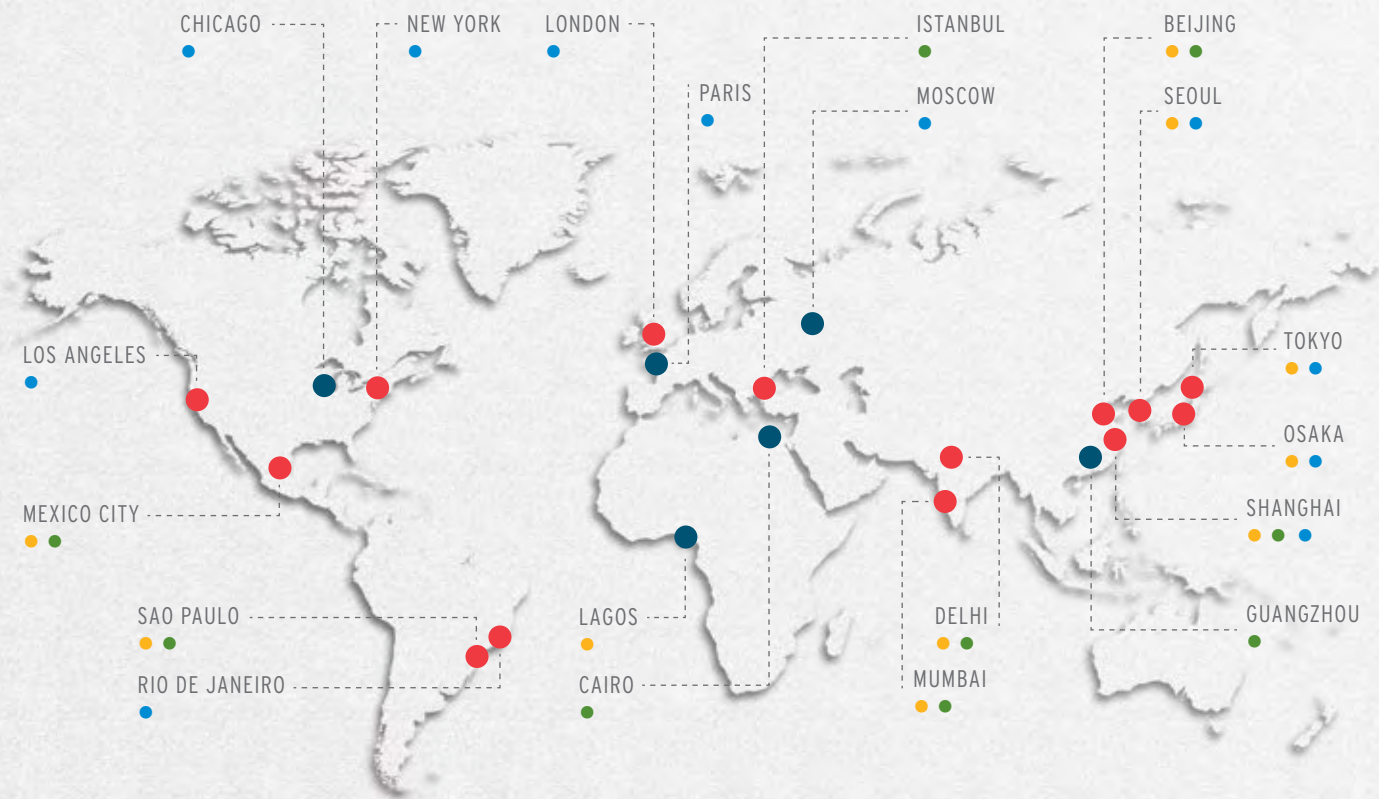 CHICAGO
NEW YORK
LONDON
ISTANBUL
BEIJING
PARIS
MOSCOW
SEOUL
LOS ANGELES
TOKYO
OSAKA
MEXICO CITY
SHANGHAI
SAO PAULO
LAGOS
DELHI
GUANGZHOU
RIO DE JANEIRO
CAIRO
MUMBAI